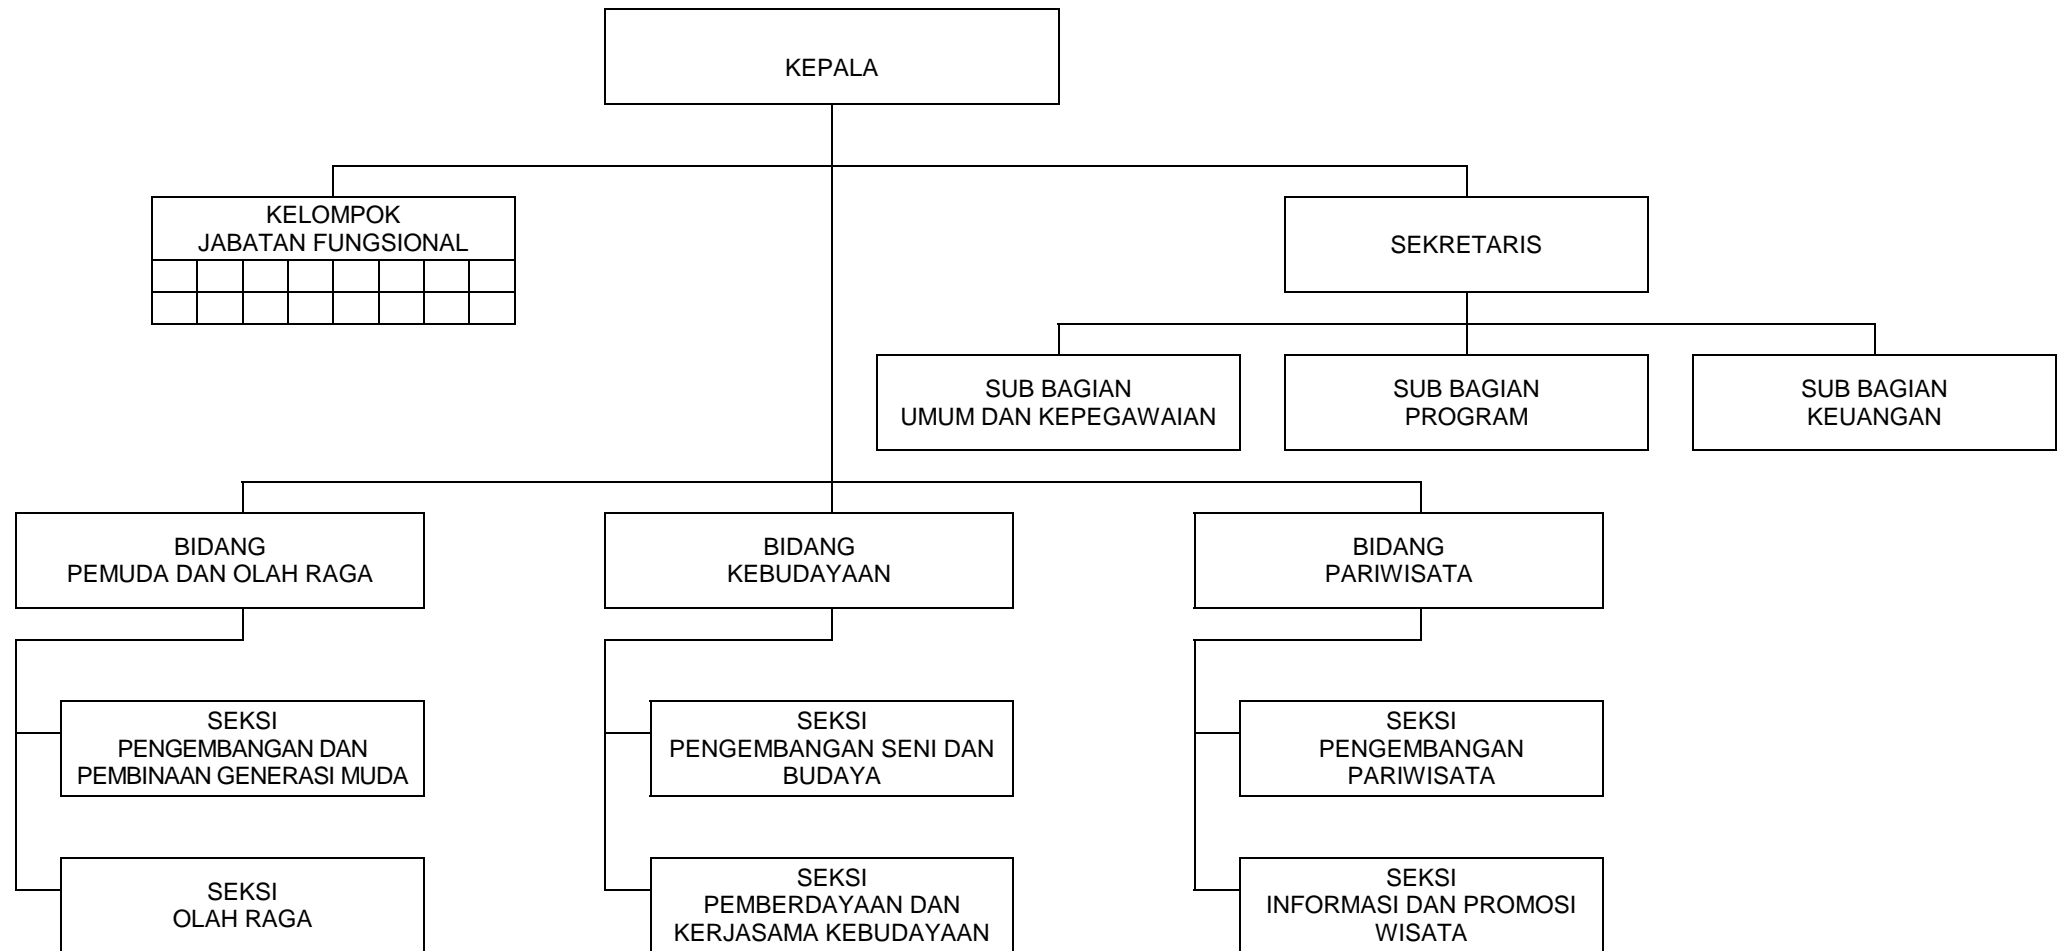 KEPALA
KELOMPOK
JABATAN FUNGSIONAL
SEKRETARIS
SUB BAGIAN
UMUM DAN KEPEGAWAIAN
SUB BAGIAN
PROGRAM
SUB BAGIAN
KEUANGAN
BIDANG
PEMUDA DAN OLAH RAGA
BIDANG
KEBUDAYAAN
BIDANG
PARIWISATA
SEKSI
PENGEMBANGAN DAN
PEMBINAAN GENERASI MUDA
SEKSI
PENGEMBANGAN SENI DAN
BUDAYA
SEKSI
PENGEMBANGAN
PARIWISATA
SEKSI
OLAH RAGA
SEKSI
PEMBERDAYAAN DAN
KERJASAMA KEBUDAYAAN
SEKSI
INFORMASI DAN PROMOSI
WISATA